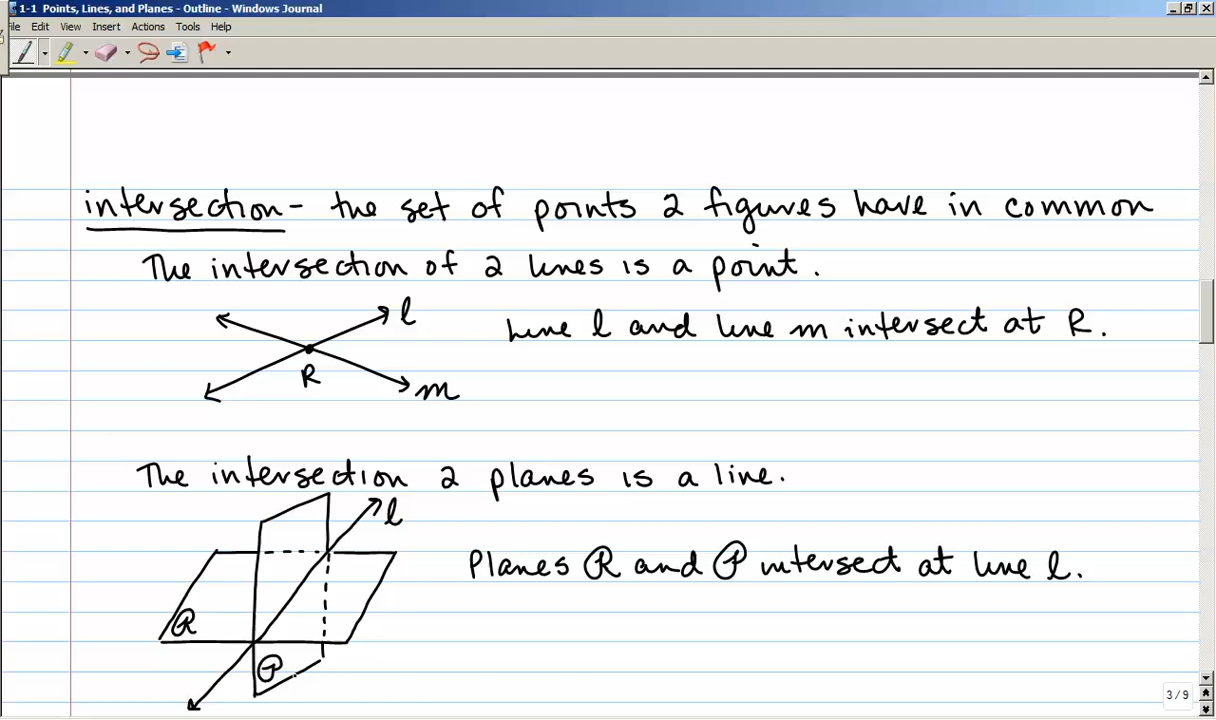 1-1 Points, Lines, and Planes - Outline - Windows Journal
File Edit View Insert Actions Tools Help
intersection - the set of points 2 figures have in common
The intersection of 2 lines is a point.
l
Line l and line m intersect at R.
R
m
The intersection 2 planes is a line.
l
Planes R and P intersect at line l.
R
P
3 / 9